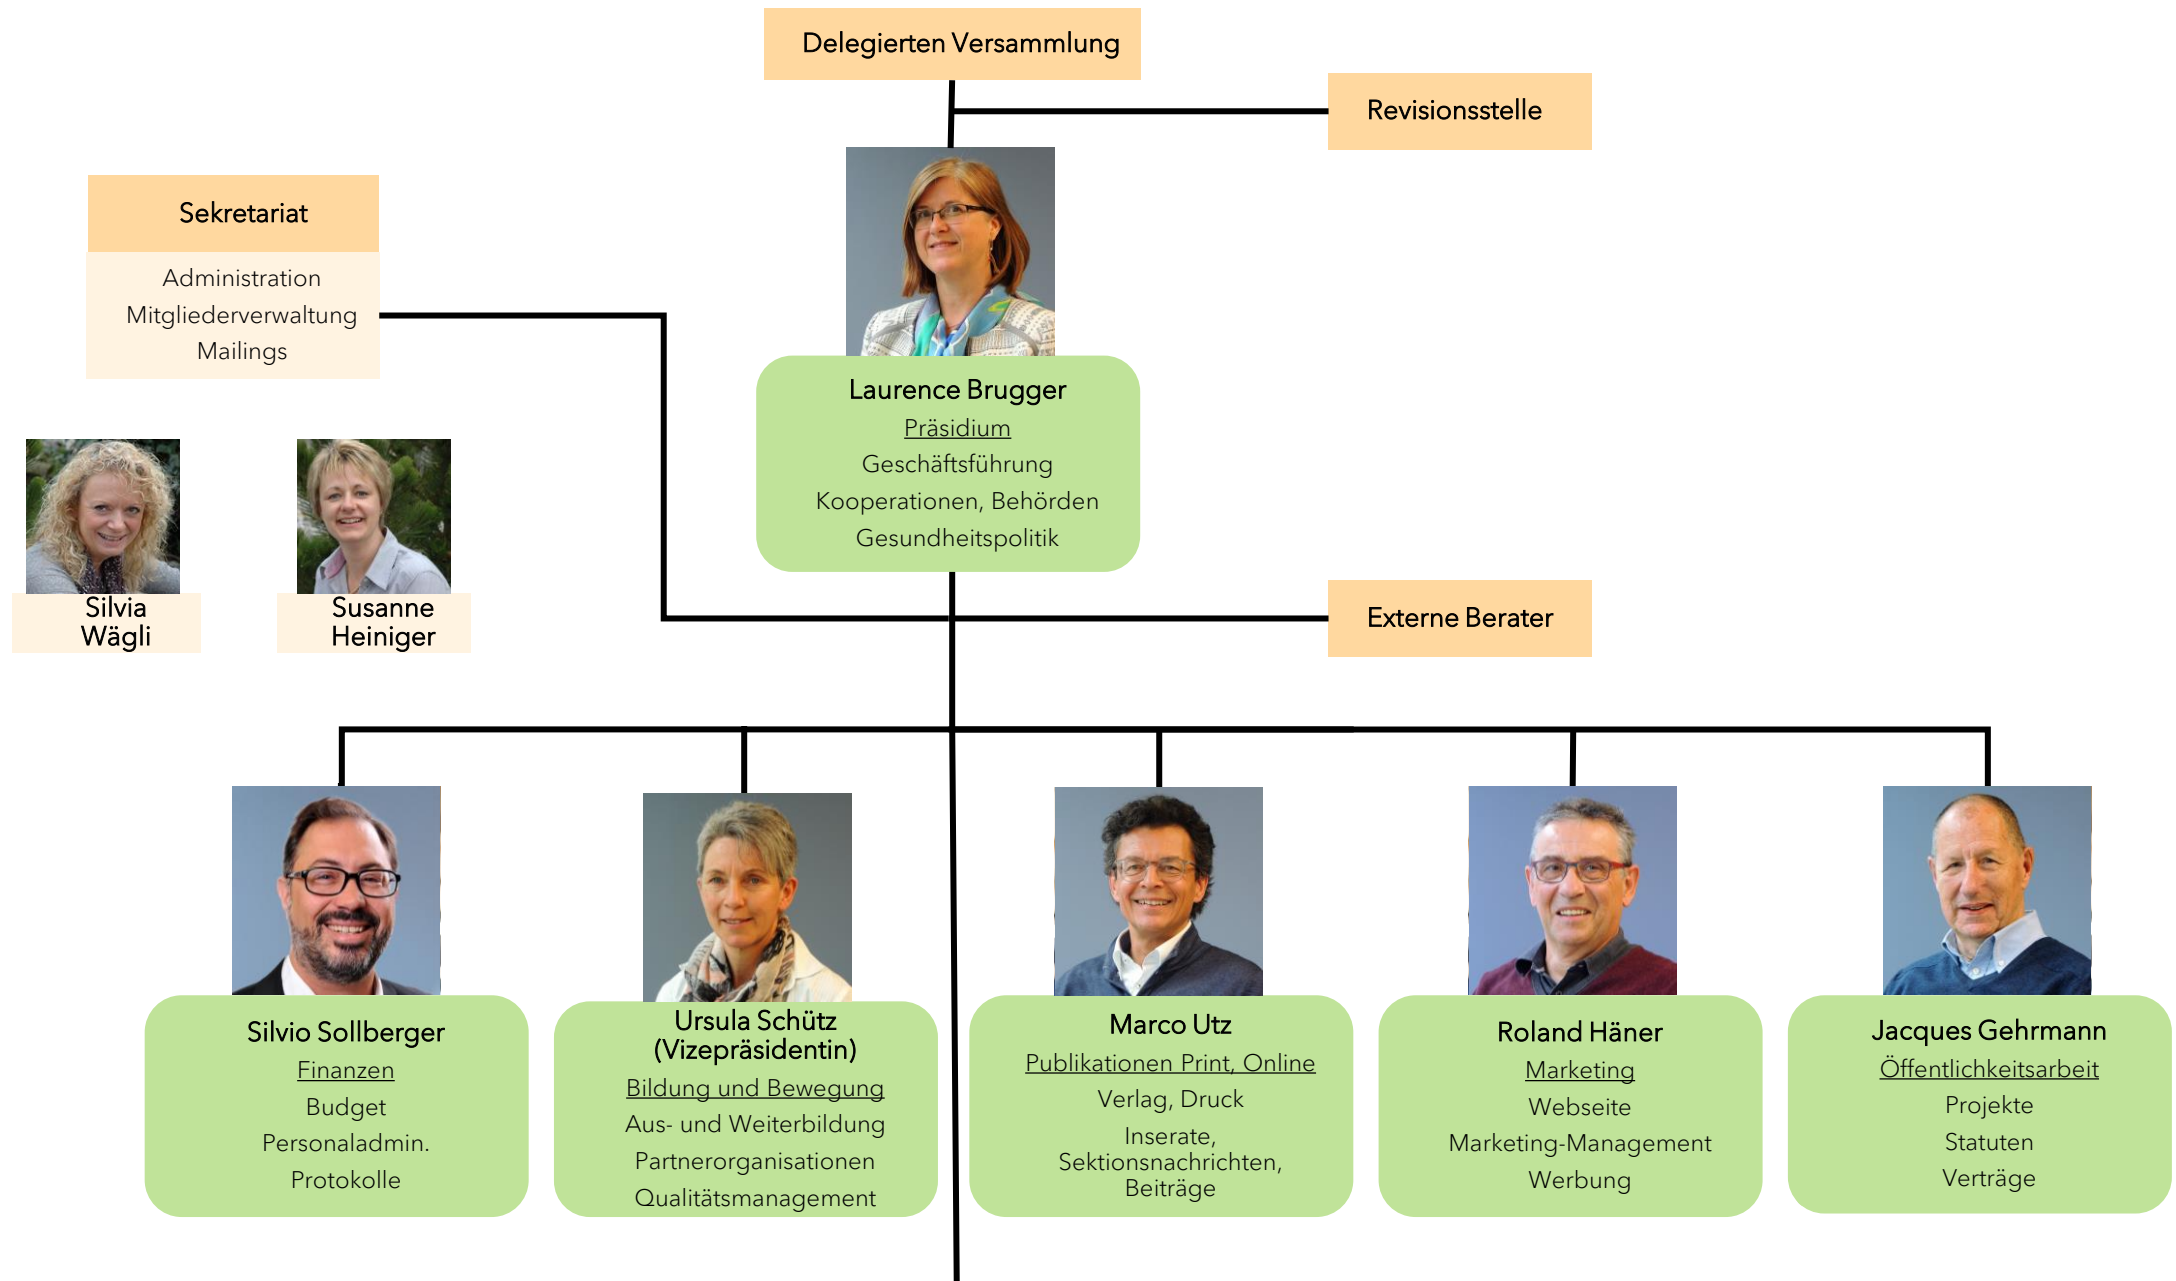 Delegierten Versammlung
Revisionsstelle
Sekretariat
Administration
Mitgliederverwaltung
Mailings
Silvia
Wägli
Susanne
Heiniger
Laurence Brugger
Präsidium
Geschäftsführung
Kooperationen, Behörden
Gesundheitspolitik
Externe Berater
Silvio Sollberger
Finanzen
Budget
Personaladmin.
Protokolle
Ursula Schütz
(Vizepräsidentin)
Bildung und Bewegung
Aus- und Weiterbildung
Partnerorganisationen
Qualitätsmanagement
Marco Utz
Publikationen Print, Online
Verlag, Druck
Inserate,
Sektionsnachrichten,
Beiträge
Roland Häner
Marketing
Webseite
Marketing-Management
Werbung
Jacques Gehrmann
Öffentlichkeitsarbeit
Projekte
Statuten
Verträge